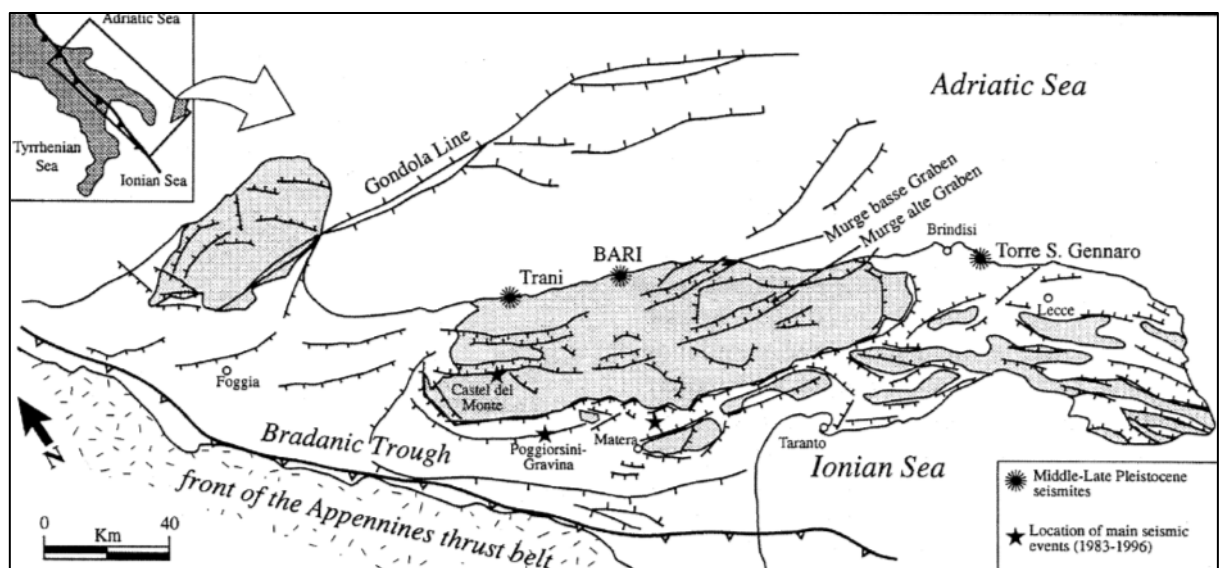 Adriatic Sea
Tyrrhenian
Sea
Ionian Sea
Adriatic Sea
Gondola Line
Murge basse Graben
Murge alte Graben
Brindisi
BARI
Torre S. Gennaro
Trani
Lecce
Foggia
Castel del
Monte
Bradanic Trough
Poggiorsini-
Gravina
Matera
Taranto
Ionian Sea
N
front of the Appennines thrust belt
0 Km 40
Middle-Late Pleistocene
seismites
Location of main seismic
events (1983-1996)